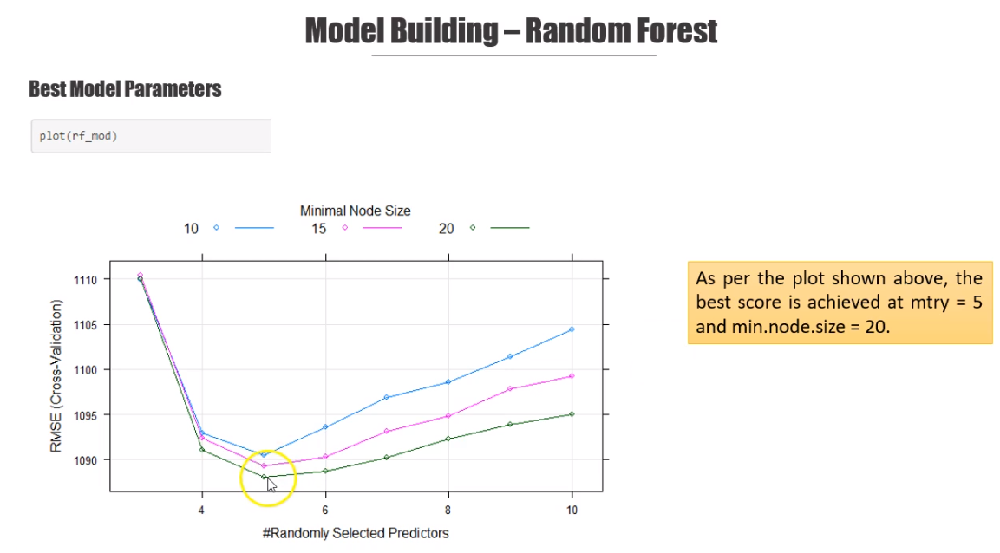 Model Building – Random Forest
Best Model Parameters
plot(rf_mod)
Minimal Node Size
10 15 20
1110
1105
1100
1095
1090
RMSE (Cross-Validation)
4 6 8 10
#Randomly Selected Predictors
As per the plot shown above, the
best score is achieved at mtry = 5
and min.node.size = 20.